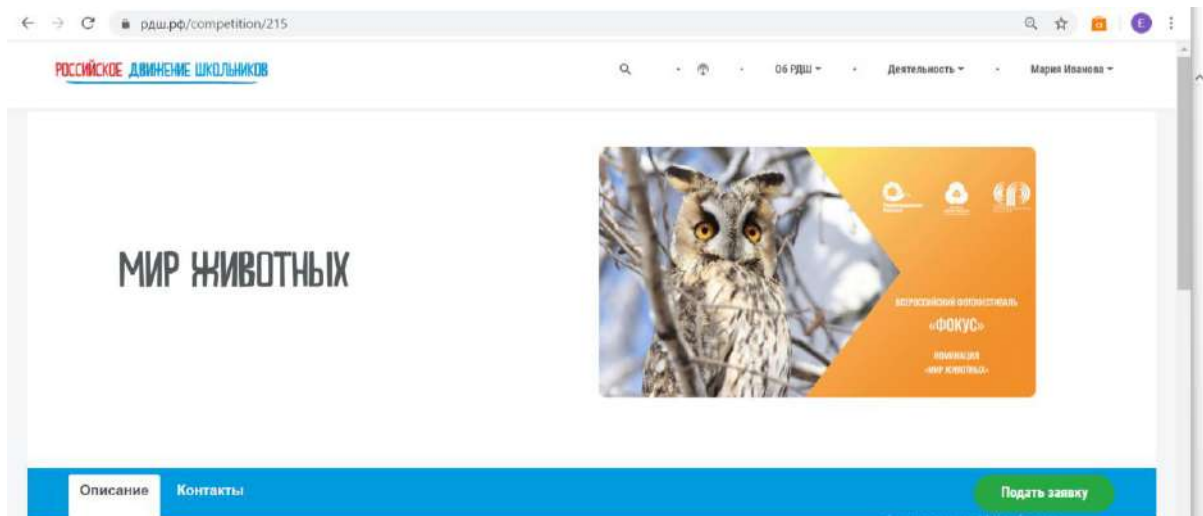 рдш.рф/competition/215
E
РОССИЙСКОЕ ДВИЖЕНИЕ ШКОЛЬНИКОВ
Об РДШ
Деятельность
Мария Иванова
МИР ЖИВОТНЫХ
ВСЕРОССИЙСКИЙ ФОТОФЕСТИВАЛЬ
«ФОКУС»
НОМИНАЦИЯ
«МИР ЖИВОТНЫХ»
Описание
Контакты
Подать заявку